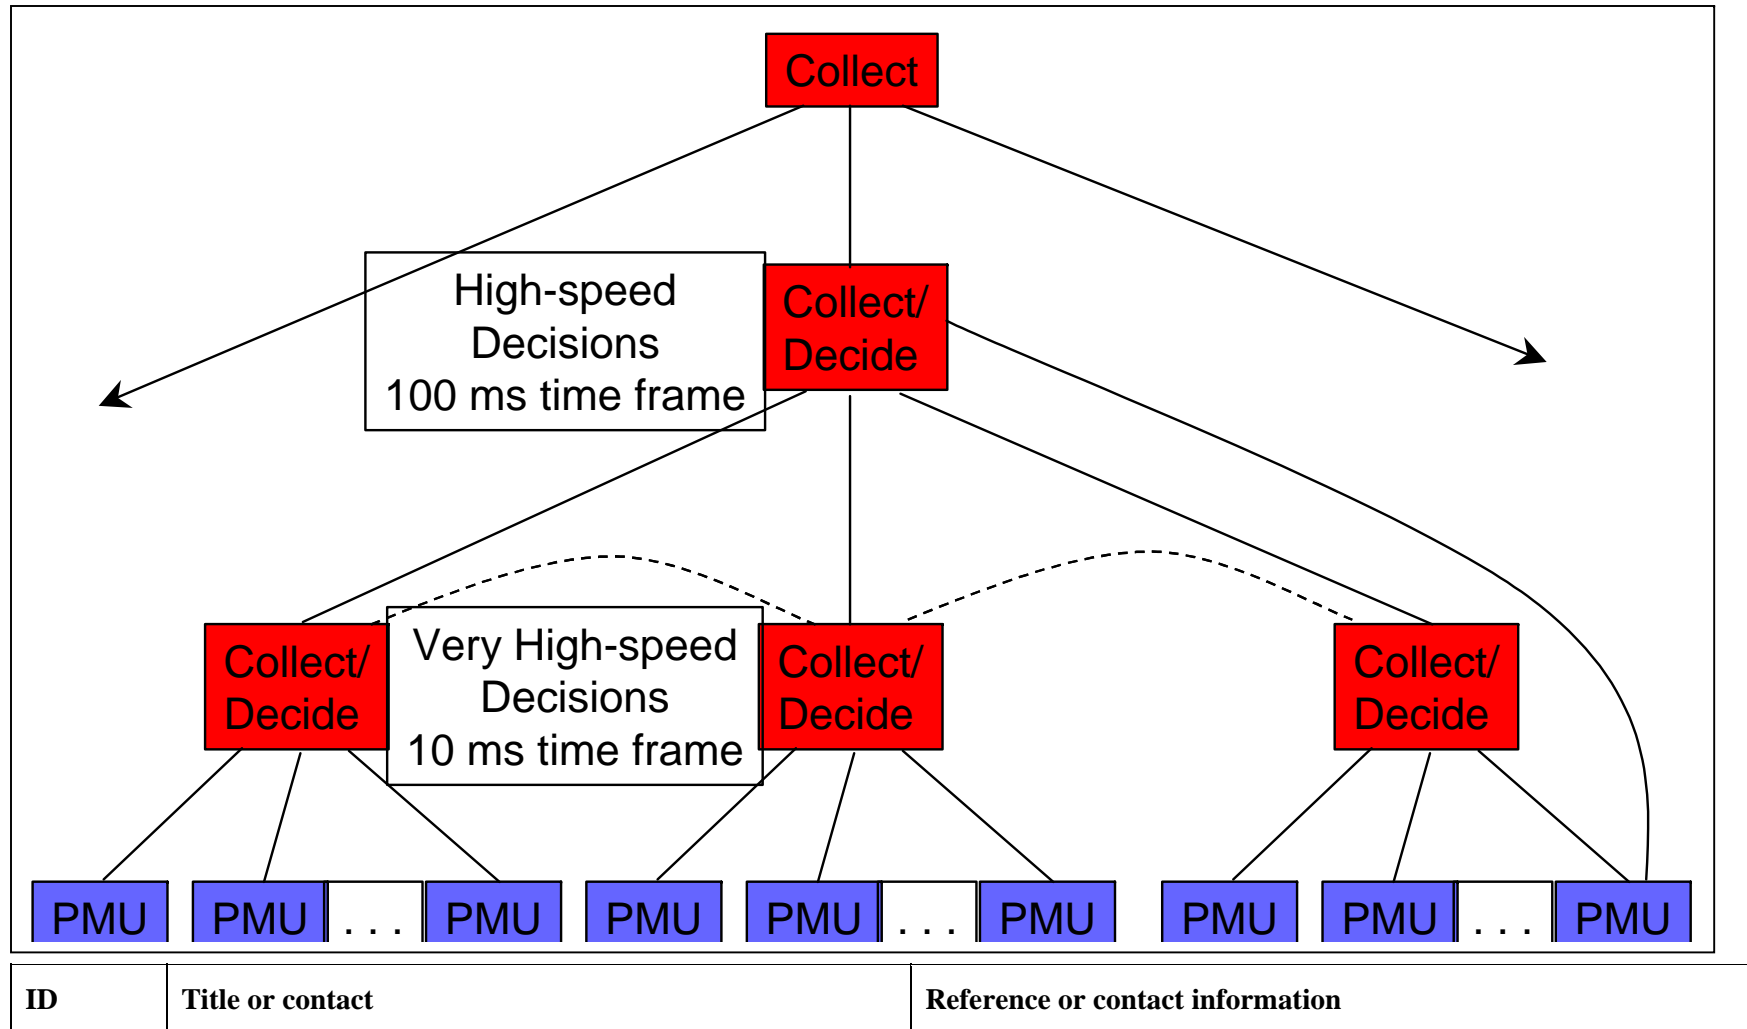 Collect
High-speed
Decisions
100 ms time frame
Collect/
Decide
Collect/
Decide
Very High-speed
Decisions
10 ms time frame
Collect/
Decide
Collect/
Decide
PMU PMU . . . PMU PMU PMU . . . PMU PMU PMU . . . PMU
ID Title or contact Reference or contact information